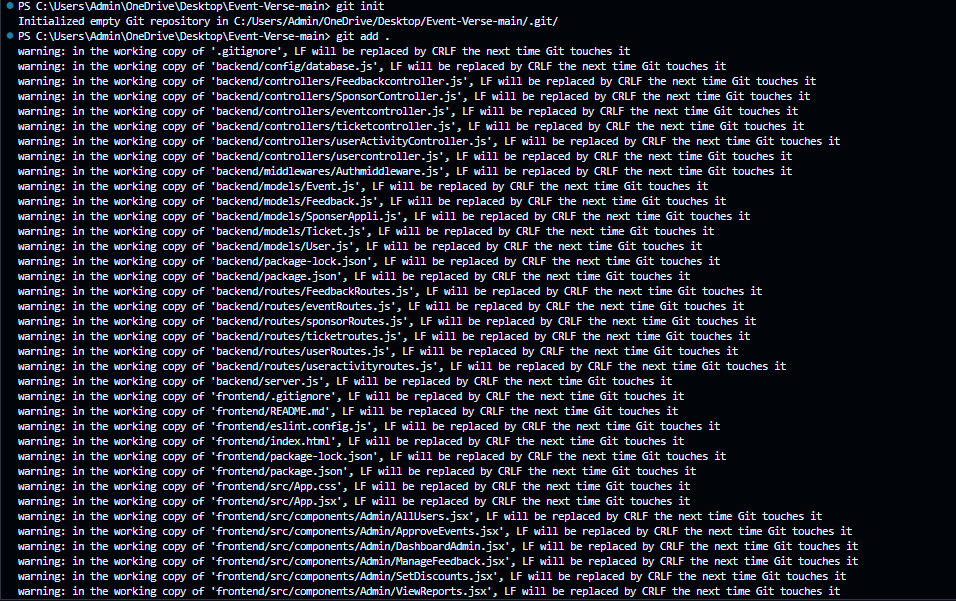 PS C:\Users\Admin\OneDrive\Desktop\Event-Verse-main> git init
Initialized empty Git repository in C:/Users/Admin/OneDrive/Desktop/Event-Verse-main/.git/
PS C:\Users\Admin\OneDrive\Desktop\Event-Verse-main> git add .
warning: in the working copy of '.gitignore', LF will be replaced by CRLF the next time Git touches it
warning: in the working copy of 'backend/config/database.js', LF will be replaced by CRLF the next time Git touches it
warning: in the working copy of 'backend/controllers/Feedbackcontroller.js', LF will be replaced by CRLF the next time Git touches it
warning: in the working copy of 'backend/controllers/SponsorController.js', LF will be replaced by CRLF the next time Git touches it
warning: in the working copy of 'backend/controllers/eventcontroller.js', LF will be replaced by CRLF the next time Git touches it
warning: in the working copy of 'backend/controllers/ticketcontroller.js', LF will be replaced by CRLF the next time Git touches it
warning: in the working copy of 'backend/controllers/userActivityController.js', LF will be replaced by CRLF the next time Git touches it
warning: in the working copy of 'backend/controllers/usercontroller.js', LF will be replaced by CRLF the next time Git touches it
warning: in the working copy of 'backend/middlewares/Authmiddleware.js', LF will be replaced by CRLF the next time Git touches it
warning: in the working copy of 'backend/models/Event.js', LF will be replaced by CRLF the next time Git touches it
warning: in the working copy of 'backend/models/Feedback.js', LF will be replaced by CRLF the next time Git touches it
warning: in the working copy of 'backend/models/SponserAppli.js', LF will be replaced by CRLF the next time Git touches it
warning: in the working copy of 'backend/models/Ticket.js', LF will be replaced by CRLF the next time Git touches it
warning: in the working copy of 'backend/models/User.js', LF will be replaced by CRLF the next time Git touches it
warning: in the working copy of 'backend/package-lock.json', LF will be replaced by CRLF the next time Git touches it
warning: in the working copy of 'backend/package.json', LF will be replaced by CRLF the next time Git touches it
warning: in the working copy of 'backend/routes/FeedbackRoutes.js', LF will be replaced by CRLF the next time Git touches it
warning: in the working copy of 'backend/routes/eventRoutes.js', LF will be replaced by CRLF the next time Git touches it
warning: in the working copy of 'backend/routes/sponsorRoutes.js', LF will be replaced by CRLF the next time Git touches it
warning: in the working copy of 'backend/routes/ticketroutes.js', LF will be replaced by CRLF the next time Git touches it
warning: in the working copy of 'backend/routes/userRoutes.js', LF will be replaced by CRLF the next time Git touches it
warning: in the working copy of 'backend/routes/useractivityroutes.js', LF will be replaced by CRLF the next time Git touches it
warning: in the working copy of 'backend/server.js', LF will be replaced by CRLF the next time Git touches it
warning: in the working copy of 'frontend/.gitignore', LF will be replaced by CRLF the next time Git touches it
warning: in the working copy of 'frontend/README.md', LF will be replaced by CRLF the next time Git touches it
warning: in the working copy of 'frontend/eslint.config.js', LF will be replaced by CRLF the next time Git touches it
warning: in the working copy of 'frontend/index.html', LF will be replaced by CRLF the next time Git touches it
warning: in the working copy of 'frontend/package-lock.json', LF will be replaced by CRLF the next time Git touches it
warning: in the working copy of 'frontend/package.json', LF will be replaced by CRLF the next time Git touches it
warning: in the working copy of 'frontend/src/App.css', LF will be replaced by CRLF the next time Git touches it
warning: in the working copy of 'frontend/src/App.jsx', LF will be replaced by CRLF the next time Git touches it
warning: in the working copy of 'frontend/src/components/Admin/AllUsers.jsx', LF will be replaced by CRLF the next time Git touches it
warning: in the working copy of 'frontend/src/components/Admin/ApproveEvents.jsx', LF will be replaced by CRLF the next time Git touches it
warning: in the working copy of 'frontend/src/components/Admin/DashboardAdmin.jsx', LF will be replaced by CRLF the next time Git touches it
warning: in the working copy of 'frontend/src/components/Admin/ManageFeedback.jsx', LF will be replaced by CRLF the next time Git touches it
warning: in the working copy of 'frontend/src/components/Admin/SetDiscounts.jsx', LF will be replaced by CRLF the next time Git touches it
warning: in the working copy of 'frontend/src/components/Admin/ViewReports.jsx', LF will be replaced by CRLF the next time Git touches it